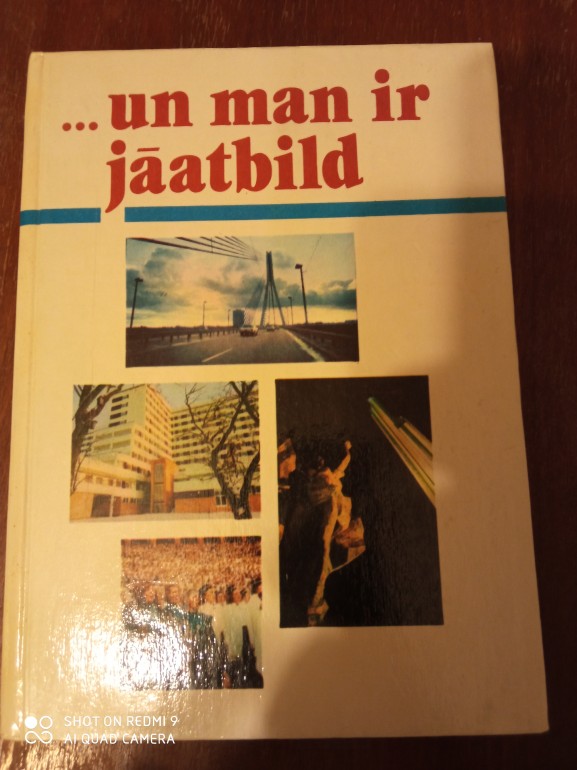 ... un man ir
jāatbild
SHOT ON REDMI 9
AI QUAD CAMERA